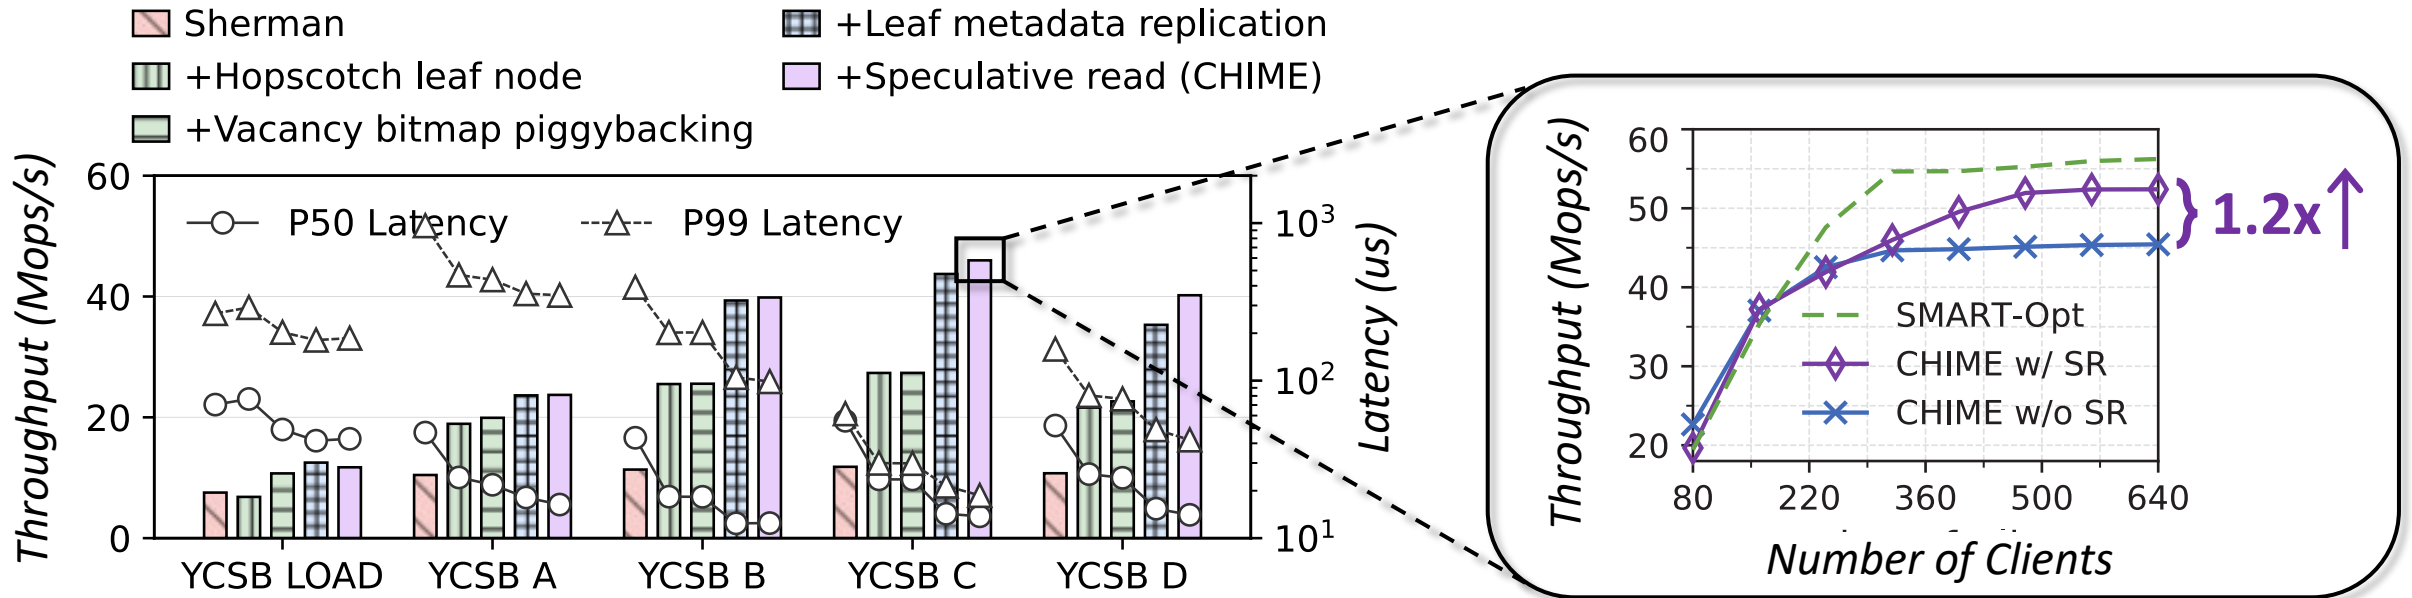 Sherman
+Hopscotch leaf node
+Vacancy bitmap piggybacking
+Leaf metadata replication
+Speculative read (CHIME)
Throughput (Mops/s)
60
40
20
0
P50 Latency
P99 Latency
10³
10²
10¹
Latency (us)
YCSB LOAD
YCSB A
YCSB B
YCSB C
YCSB D
Throughput (Mops/s)
60
50
40
30
20
SMART-Opt
CHIME w/ SR
CHIME w/o SR
80
220
360
500
640
Number of Clients
} 1.2x ↑